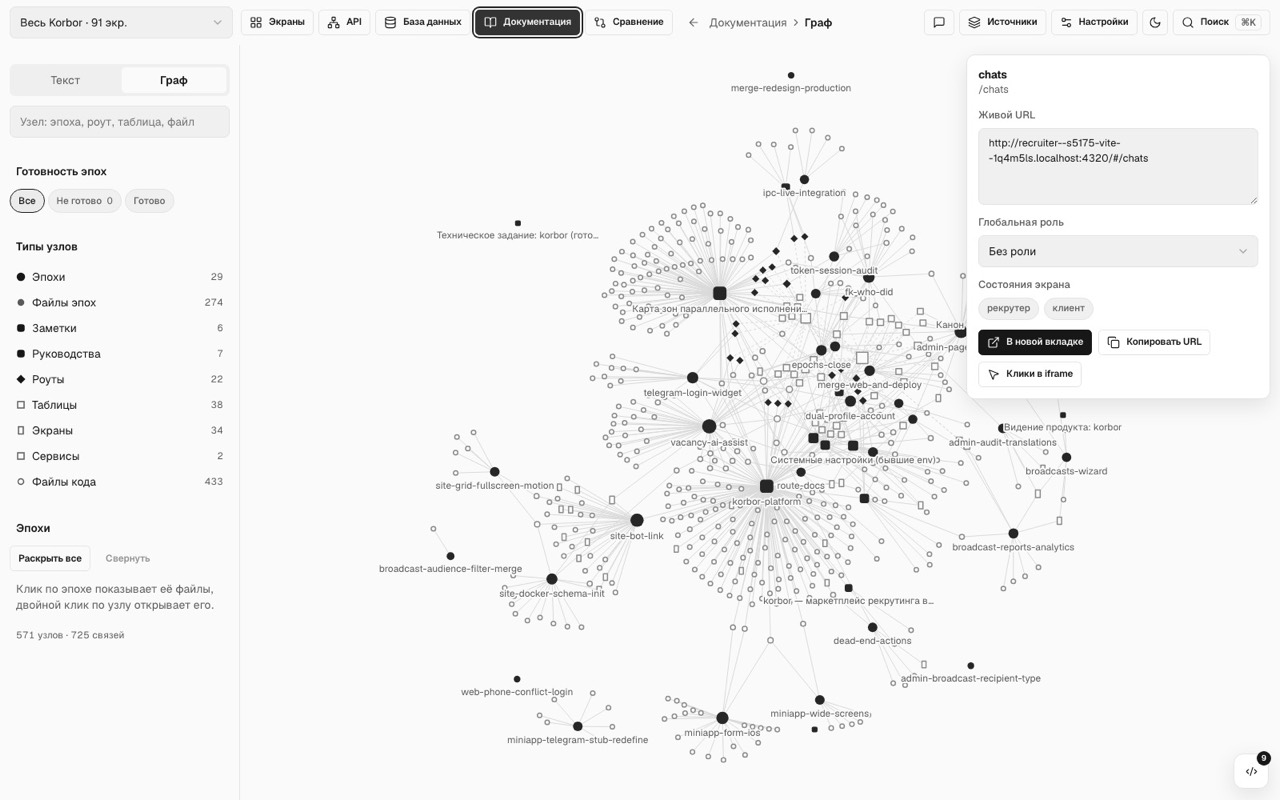 Весь Korbor · 91 экр.
Экраны
API
База данных
Документация
Сравнение
Документация > Граф
Источники
Настройки
Поиск ⌘K
Текст
Граф
Узел: эпоха, роут, таблица, файл
Готовность эпох
Все
Не готово 0
Готово
Типы узлов
Эпохи 29
Файлы эпох 274
Заметки 6
Руководства 7
Роуты 22
Таблицы 38
Экраны 34
Сервисы 2
Файлы кода 433
Эпохи
Раскрыть все
Свернуть
Клик по эпохе показывает её файлы,
двойной клик по узлу открывает его.
571 узлов · 725 связей
merge-redesign-production
ipc-live-integration
Техническое задание: korbor (гото…
token-session-audit
fk-who-did
Карта зон параллельного исполнени…
Канон
admin-page
epochs-close
merge-web-and-deploy
telegram-login-widget
dual-profile-account
Видение продукта: korbor
vacancy-ai-assist
admin-audit-translations
Системные настройки (бывшие env)
broadcasts-wizard
site-grid-fullscreen-motion
route-docs
korbor-platform
site-bot-link
broadcast-reports-analytics
broadcast-audience-filter-merge
site-docker-schema-init
korbor — маркетплейс рекрутинга в…
dead-end-actions
admin-broadcast-recipient-type
web-phone-conflict-login
miniapp-wide-screens
miniapp-form-ios
miniapp-telegram-stub-redefine
chats
/chats
Живой URL
http://recruiter--s5175-vite-
-1q4m5ls.localhost:4320/#/chats
Глобальная роль
Без роли
Состояния экрана
рекрутер
клиент
В новой вкладке
Копировать URL
Клики в iframe
9